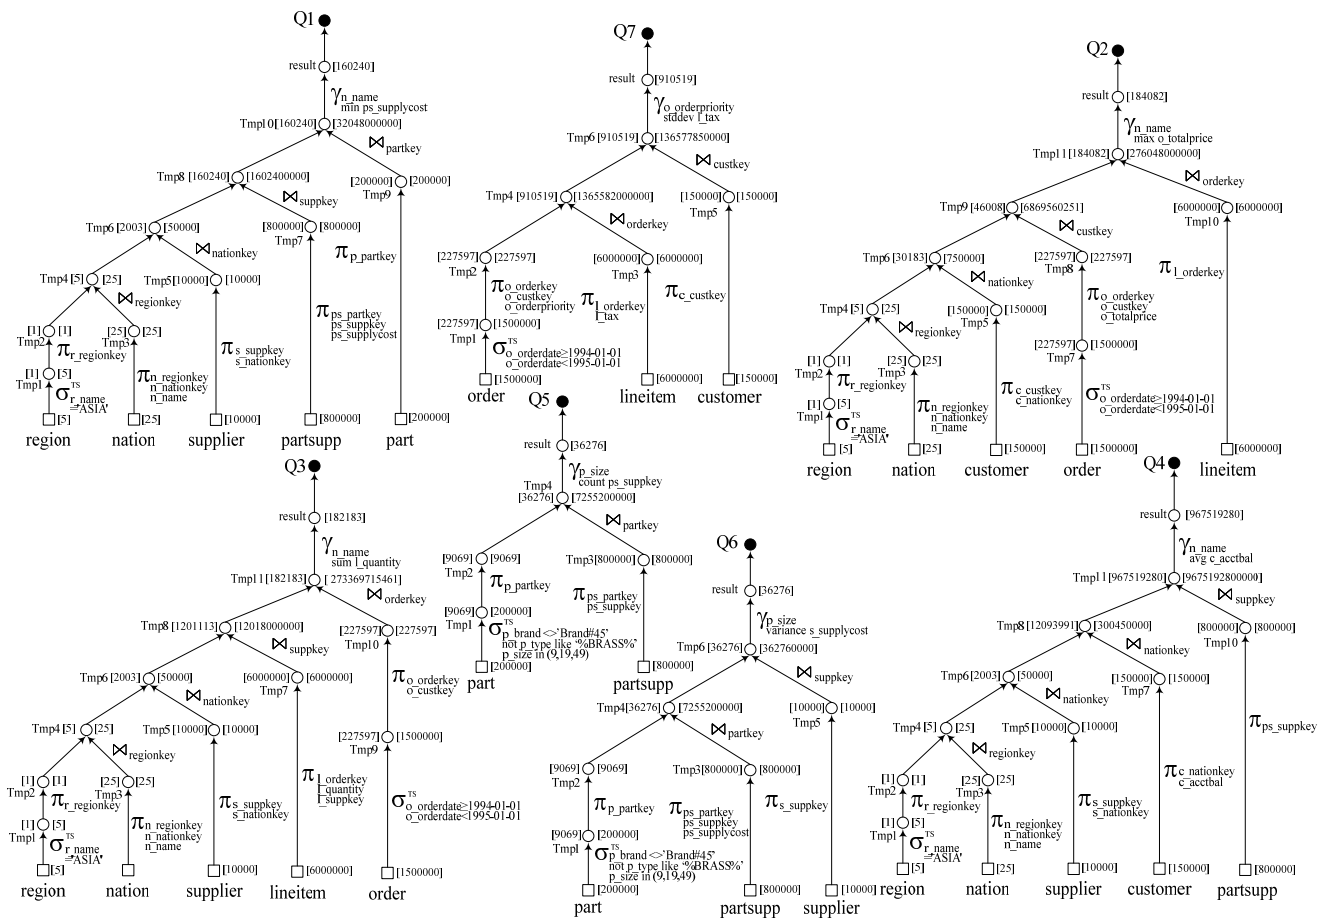 Q1
result [160240]
γ n_name
min ps_supplycost
Tmp10 [160240] [32048000000]
⋈ partkey
Tmp8 [160240] [1602400000]
[200000] [200000]
Tmp9
⋈ suppkey
Tmp6 [2003] [50000]
[800000] [800000]
Tmp7
⋈ nationkey
π p_partkey
Tmp4 [5] [25]
Tmp5 [10000] [10000]
⋈ regionkey
[1] [1]
Tmp2
[25] [25]
Tmp3
π r_regionkey
π ps_partkey
ps_suppkey
ps_supplycost
π s_suppkey
s_nationkey
[1] [5]
Tmp1
π n_regionkey
n_nationkey
n_name
σ TS r_name
='ASIA'
[5] [25] [10000] [800000] [200000]
region nation supplier partsupp part
Q7
result [910519]
γ o_orderpriority
stddev l_tax
Tmp6 [910519] [136577850000]
⋈ custkey
Tmp4 [910519] [1365582000000]
[150000] [150000]
Tmp5
⋈ orderkey
[227597] [227597]
Tmp2
[6000000] [6000000]
Tmp3
π o_orderkey
o_custkey
o_orderpriority
π l_orderkey
l_tax
π c_custkey
[227597] [1500000]
Tmp1
σ TS o_orderdate≥1994-01-01
o_orderdate<1995-01-01
[1500000] [6000000] [150000]
order lineitem customer
Q2
result [184082]
γ n_name
max o_totalprice
Tmp11 [184082] [276048000000]
⋈ orderkey
Tmp9 [46008] [6869560251]
[6000000] [6000000]
Tmp10
⋈ custkey
Tmp6 [30183] [750000]
[227597] [227597]
Tmp8
⋈ nationkey
π l_orderkey
Tmp4 [5] [25]
[150000] [150000]
Tmp5
π o_orderkey
o_custkey
o_totalprice
⋈ regionkey
[1] [1]
Tmp2
[25] [25]
Tmp3
[227597] [1500000]
Tmp7
π r_regionkey
π c_custkey
c_nationkey
σ TS o_orderdate≥1994-01-01
o_orderdate<1995-01-01
[1] [5]
Tmp1
π n_regionkey
n_nationkey
n_name
σ TS r_name
='ASIA'
[5] [25] [150000] [1500000] [6000000]
region nation customer order lineitem
Q5
result [36276]
γ p_size
count ps_suppkey
Tmp4
[36276] [7255200000]
⋈ partkey
[9069] [9069]
Tmp2
Tmp3 [800000] [800000]
π p_partkey
π ps_partkey
ps_suppkey
[9069] [200000]
Tmp1
σ TS p_brand <>'Brand#45'
not p_type like '%BRASS%'
p_size in (9,19,49)
[200000] [800000]
part partsupp
Q3
result [182183]
γ n_name
sum l_quantity
Tmp11 [182183] [273369715461]
⋈ orderkey
Tmp8 [1201113] [12018000000]
[227597] [227597]
Tmp10
⋈ suppkey
Tmp6 [2003] [50000]
[6000000] [6000000]
Tmp7
π o_orderkey
o_custkey
⋈ nationkey
Tmp4 [5] [25]
Tmp5 [10000] [10000]
[227597] [1500000]
Tmp9
⋈ regionkey
[1] [1]
Tmp2
[25] [25]
Tmp3
π r_regionkey
π s_suppkey
s_nationkey
π l_orderkey
l_quantity
l_suppkey
σ TS o_orderdate≥1994-01-01
o_orderdate<1995-01-01
[1] [5]
Tmp1
π n_regionkey
n_nationkey
n_name
σ TS r_name
='ASIA'
[5] [10000] [6000000] [1500000]
region nation supplier lineitem order
Q6
result [36276]
γ p_size
variance s_supplycost
Tmp6 [36276] [362760000]
⋈ suppkey
Tmp4 [36276] [7255200000]
[10000] [10000]
Tmp5
⋈ partkey
[9069] [9069]
Tmp2
Tmp3 [800000] [800000]
π p_partkey
π ps_partkey
ps_suppkey
ps_supplycost
π s_suppkey
[9069] [200000]
Tmp1
σ TS p_brand <>'Brand#45'
not p_type like '%BRASS%'
p_size in (9,19,49)
[200000] [800000] [10000]
part partsupp supplier
Q4
result [967519280]
γ n_name
avg c_acctbal
Tmp11 [967519280] [9675192800000]
⋈ suppkey
Tmp8 [12093991] [300450000]
[800000] [800000]
Tmp10
⋈ nationkey
Tmp6 [2003] [50000]
[150000] [150000]
Tmp7
⋈ nationkey
π ps_suppkey
Tmp4 [5] [25]
Tmp5 [10000] [10000]
⋈ regionkey
[1] [1]
Tmp2
[25] [25]
Tmp3
π r_regionkey
π c_nationkey
c_acctbal
π s_suppkey
s_nationkey
[1] [5]
Tmp1
π n_regionkey
n_nationkey
n_name
σ TS r_name
='ASIA'
[5] [25] [10000] [150000] [800000]
region nation supplier customer partsupp